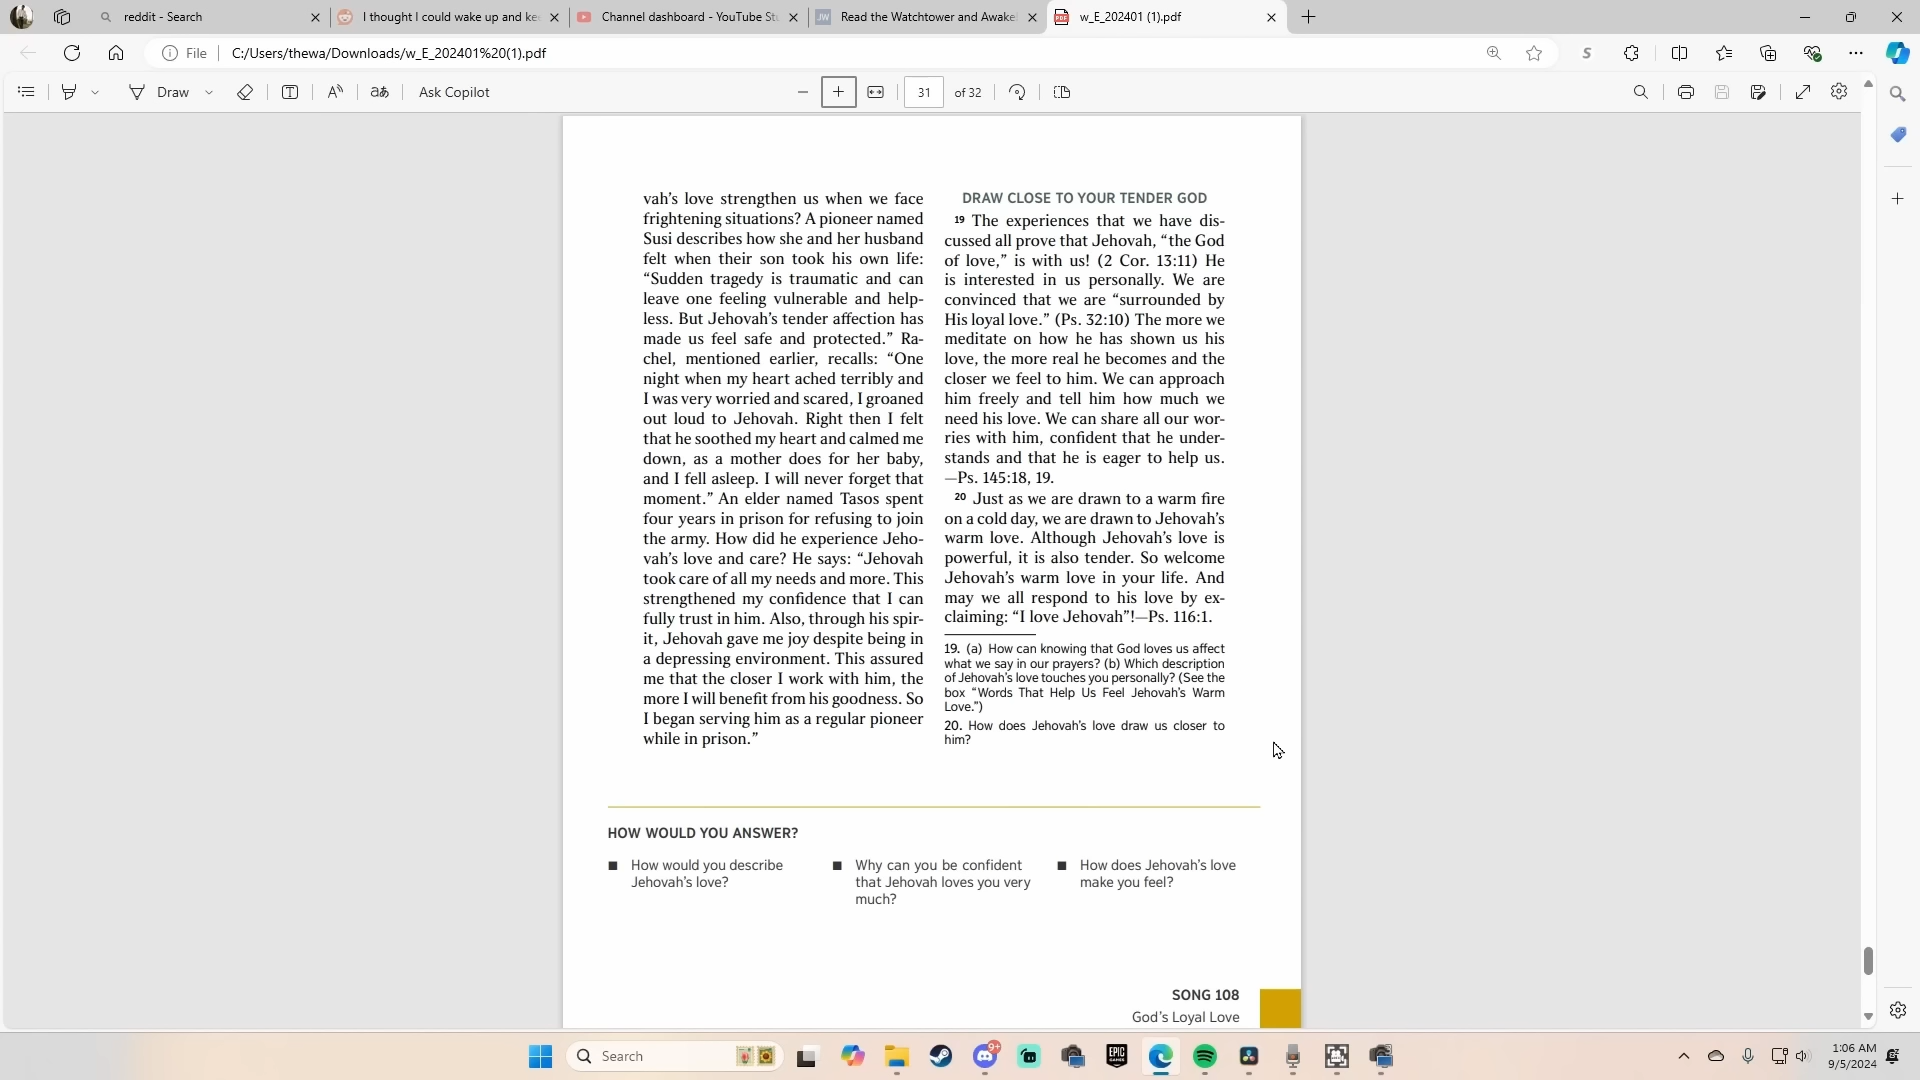 reddit - Search
I thought I could wake up and ke
Channel dashboard - YouTube St
Read the Watchtower and Awake
w_E_202401 (1).pdf
File
C:/Users/thewa/Downloads/w_E_202401%20(1).pdf
Draw
Ask Copilot
31
of 32
vah's love strengthen us when we face
frightening situations? A pioneer named
Susi describes how she and her husband
felt when their son took his own life:
“Sudden tragedy is traumatic and can
leave one feeling vulnerable and help-
less. But Jehovah's tender affection has
made us feel safe and protected.” Ra-
chel, mentioned earlier, recalls: “One
night when my heart ached terribly and
I was very worried and scared, I groaned
out loud to Jehovah. Right then I felt
that he soothed my heart and calmed me
down, as a mother does for her baby,
and I fell asleep. I will never forget that
moment.” An elder named Tasos spent
four years in prison for refusing to join
the army. How did he experience Jeho-
vah's love and care? He says: “Jehovah
took care of all my needs and more. This
strengthened my confidence that I can
fully trust in him. Also, through his spir-
it, Jehovah gave me joy despite being in
a depressing environment. This assured
me that the closer I work with him, the
more I will benefit from his goodness. So
I began serving him as a regular pioneer
while in prison.”
DRAW CLOSE TO YOUR TENDER GOD
19 The experiences that we have dis-
cussed all prove that Jehovah, “the God
of love,” is with us! (2 Cor. 13:11) He
is interested in us personally. We are
convinced that we are “surrounded by
His loyal love.” (Ps. 32:10) The more we
meditate on how he has shown us his
love, the more real he becomes and the
closer we feel to him. We can approach
him freely and tell him how much we
need his love. We can share all our wor-
ries with him, confident that he under-
stands and that he is eager to help us.
—Ps. 145:18, 19.
20 Just as we are drawn to a warm fire
on a cold day, we are drawn to Jehovah's
warm love. Although Jehovah's love is
powerful, it is also tender. So welcome
Jehovah's warm love in your life. And
may we all respond to his love by ex-
claiming: “I love Jehovah”!—Ps. 116:1.
19. (a) How can knowing that God loves us affect
what we say in our prayers? (b) Which description
of Jehovah's love touches you personally? (See the
box “Words That Help Us Feel Jehovah's Warm
Love.”)
20. How does Jehovah's love draw us closer to
him?
HOW WOULD YOU ANSWER?
■ How would you describe
Jehovah's love?
■ Why can you be confident
that Jehovah loves you very
much?
■ How does Jehovah's love
make you feel?
SONG 108
God's Loyal Love
Search
9+
EPIC
GAMES
1:06 AM
9/5/2024